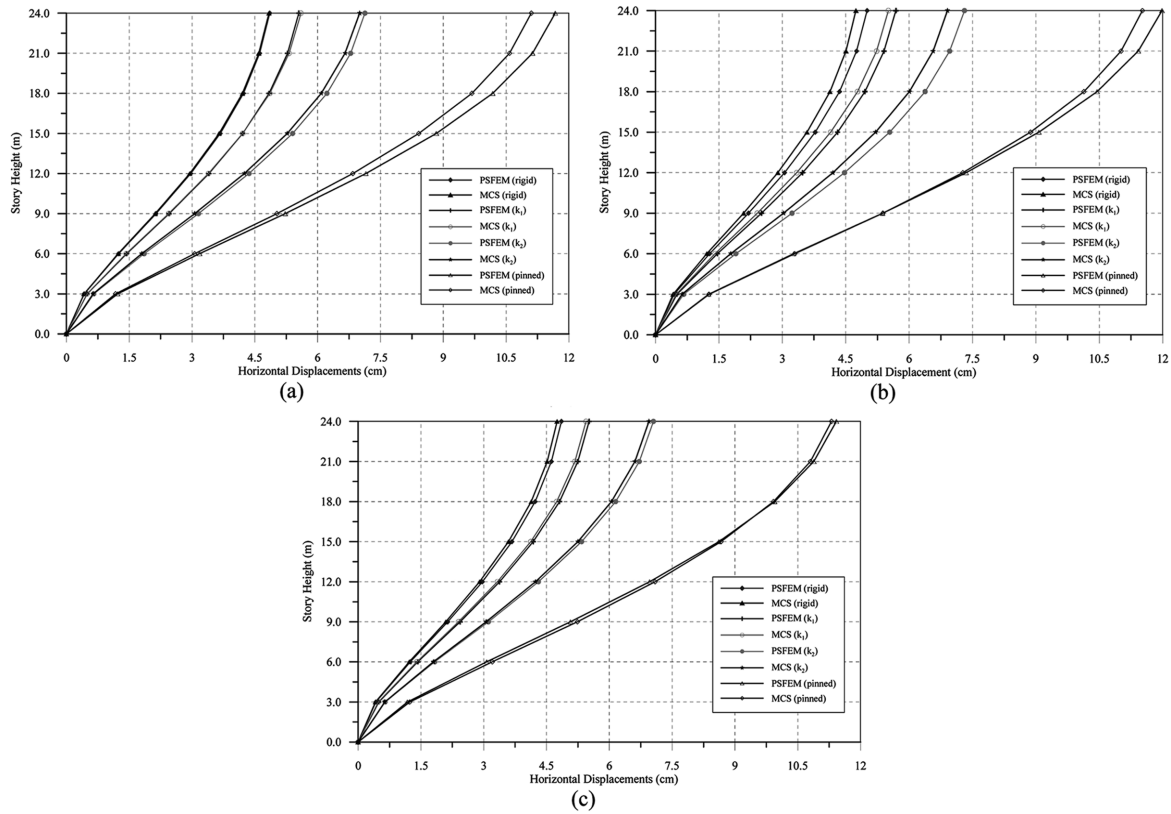 24.0
21.0
18.0
15.0
12.0
9.0
6.0
3.0
0.0
Story Height (m)
0 1.5 3 4.5 6 7.5 9 10.5 12
Horizontal Displacements (cm)
PSFEM (rigid)
MCS (rigid)
PSFEM (k₁)
MCS (k₁)
PSFEM (k₂)
MCS (k₂)
PSFEM (pinned)
MCS (pinned)
(a)
24.0
21.0
18.0
15.0
12.0
9.0
6.0
3.0
0.0
Story Height (m)
0 1.5 3 4.5 6 7.5 9 10.5 12
Horizontal Displacement (cm)
PSFEM (rigid)
MCS (rigid)
PSFEM (k₁)
MCS (k₁)
PSFEM (k₂)
MCS (k₂)
PSFEM (pinned)
MCS (pinned)
(b)
24.0
21.0
18.0
15.0
12.0
9.0
6.0
3.0
0.0
Story Height (m)
0 1.5 3 4.5 6 7.5 9 10.5 12
Horizontal Displacements (cm)
PSFEM (rigid)
MCS (rigid)
PSFEM (k₁)
MCS (k₁)
PSFEM (k₂)
MCS (k₂)
PSFEM (pinned)
MCS (pinned)
(c)